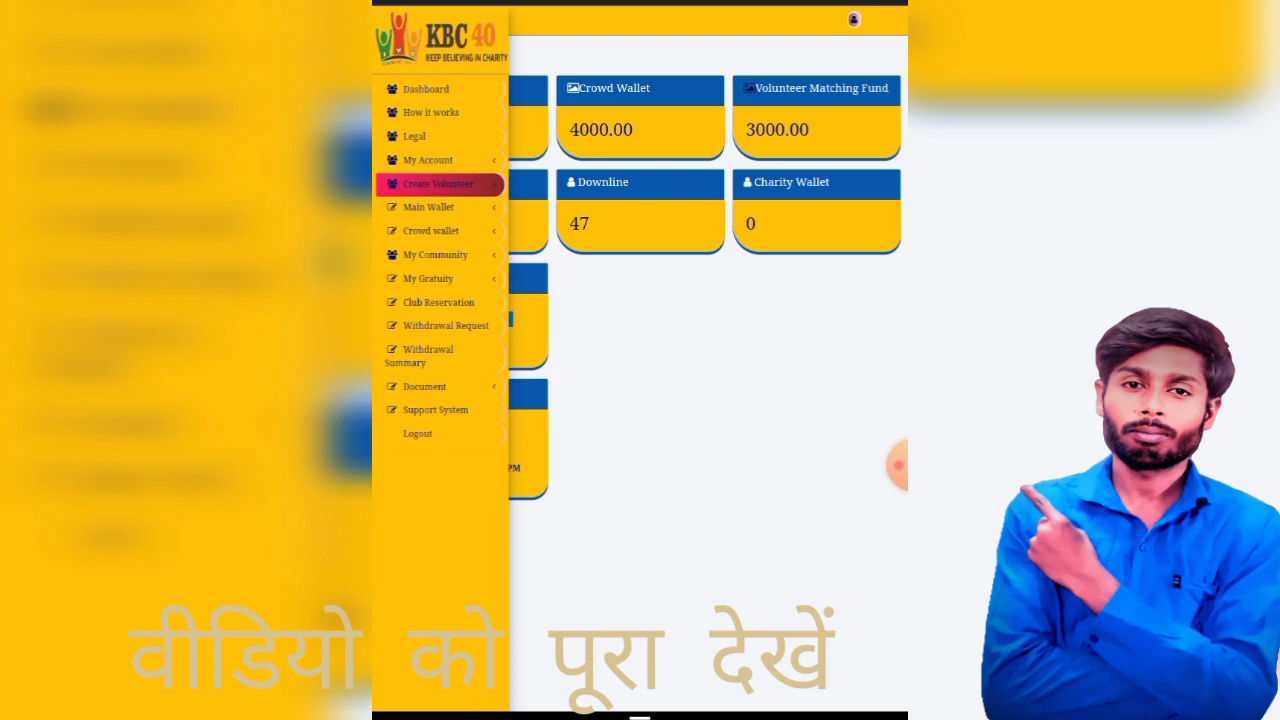 KBC 40
KEEP BELIEVING IN CHARITY
Dashboard
How it works
Legal
My Account
Create Volunteer
Main Wallet
Crowd wallet
My Community
My Gratuity
Club Reservation
Withdrawal Request
Withdrawal
Summary
Document
Support System
Logout
Crowd Wallet
4000.00
Volunteer Matching Fund
3000.00
Downline
47
Charity Wallet
0
PM
वीडियो को पूरा देखें